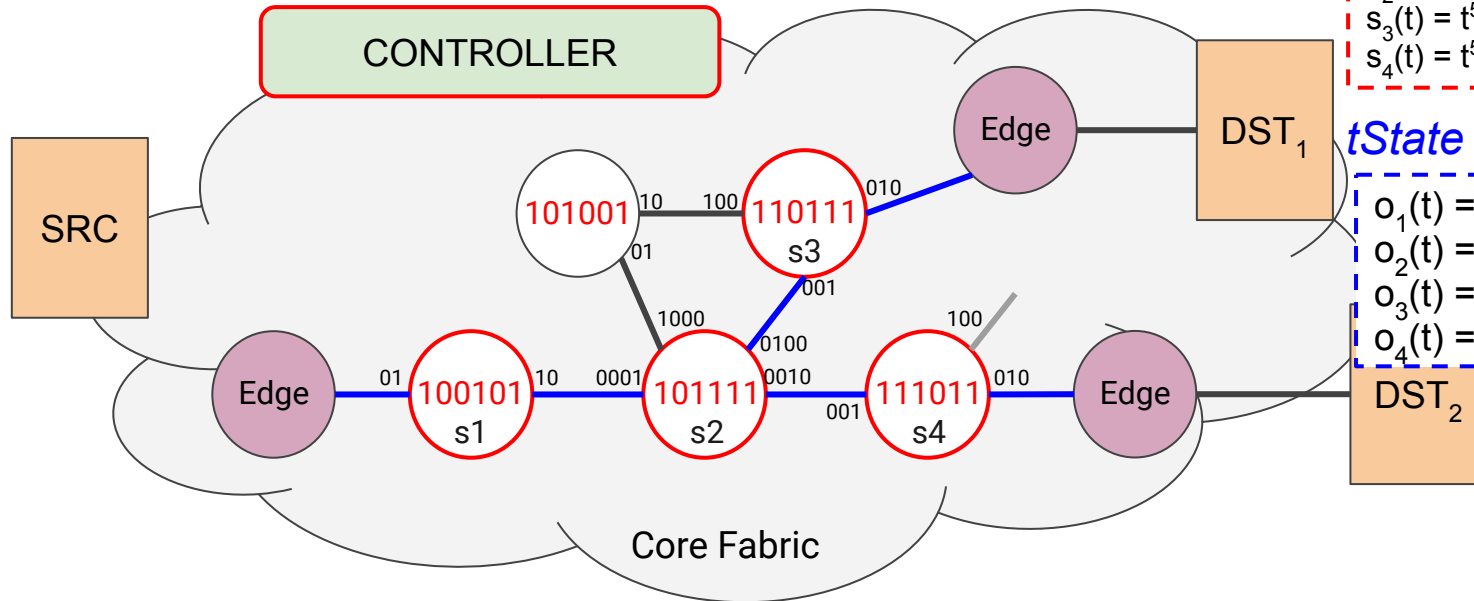 CONTROLLER
s₃(t) = t⁵
s₄(t) = t⁵
Edge
DST₁
tState
SRC
101001
10
100
110111
s3
010
o₁(t) =
o₂(t) =
o₃(t) =
o₄(t) =
01
001
1000
0100
100
Edge
01
100101
s1
10
0001
101111
s2
0010
001
111011
s4
010
Edge
DST₂
Core Fabric